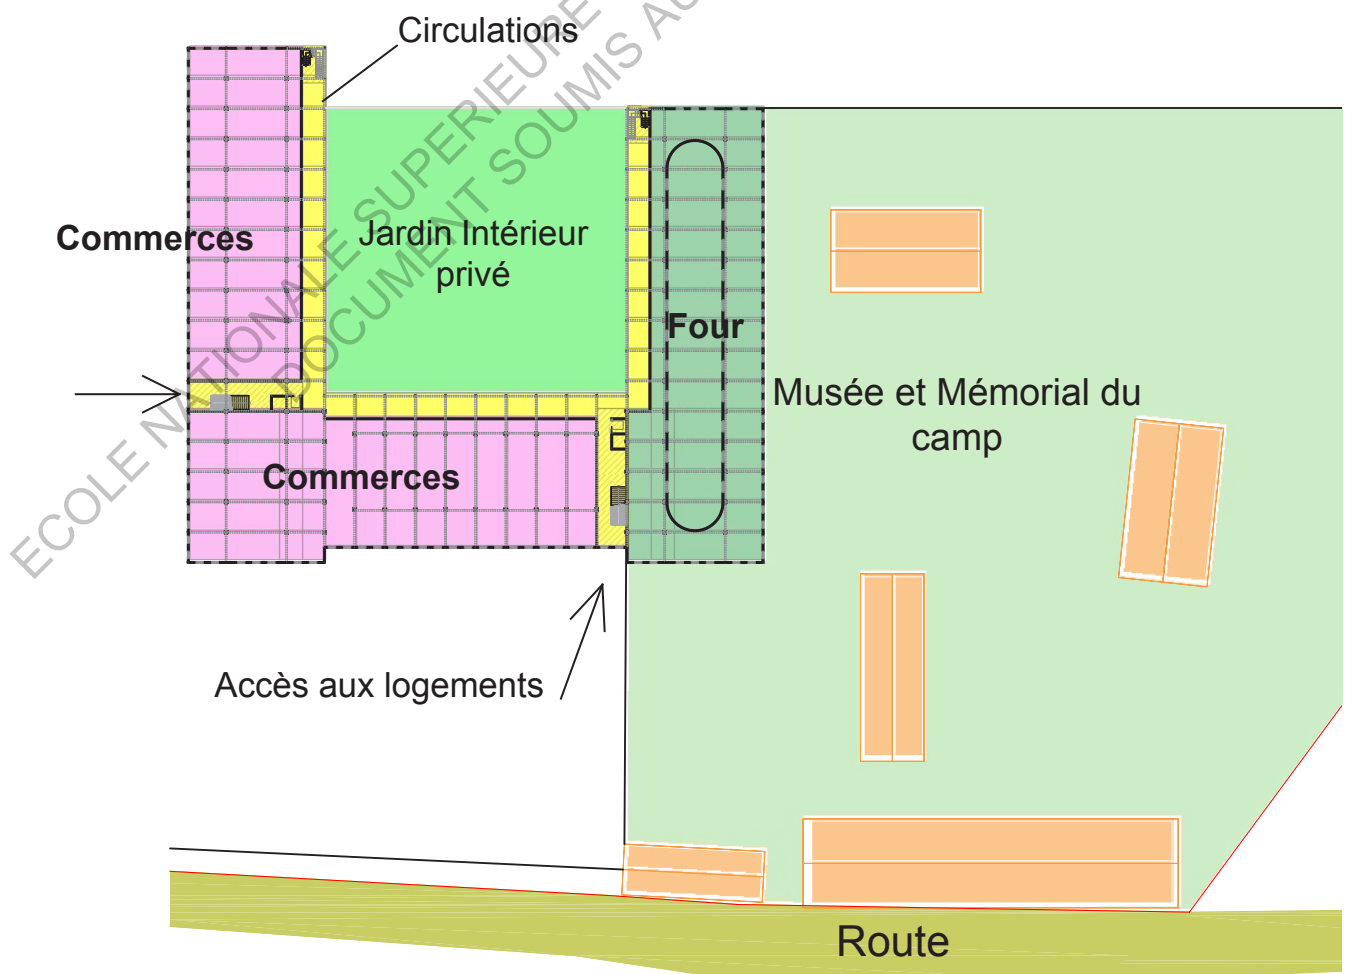 Circulations
Commerces
Jardin Intérieur
privé
Four
Musée et Mémorial du
camp
Commerces
Accès aux logements
Route
ECOLE NATIONALE SUPERIEURE
DOCUMENT SOUMIS AU